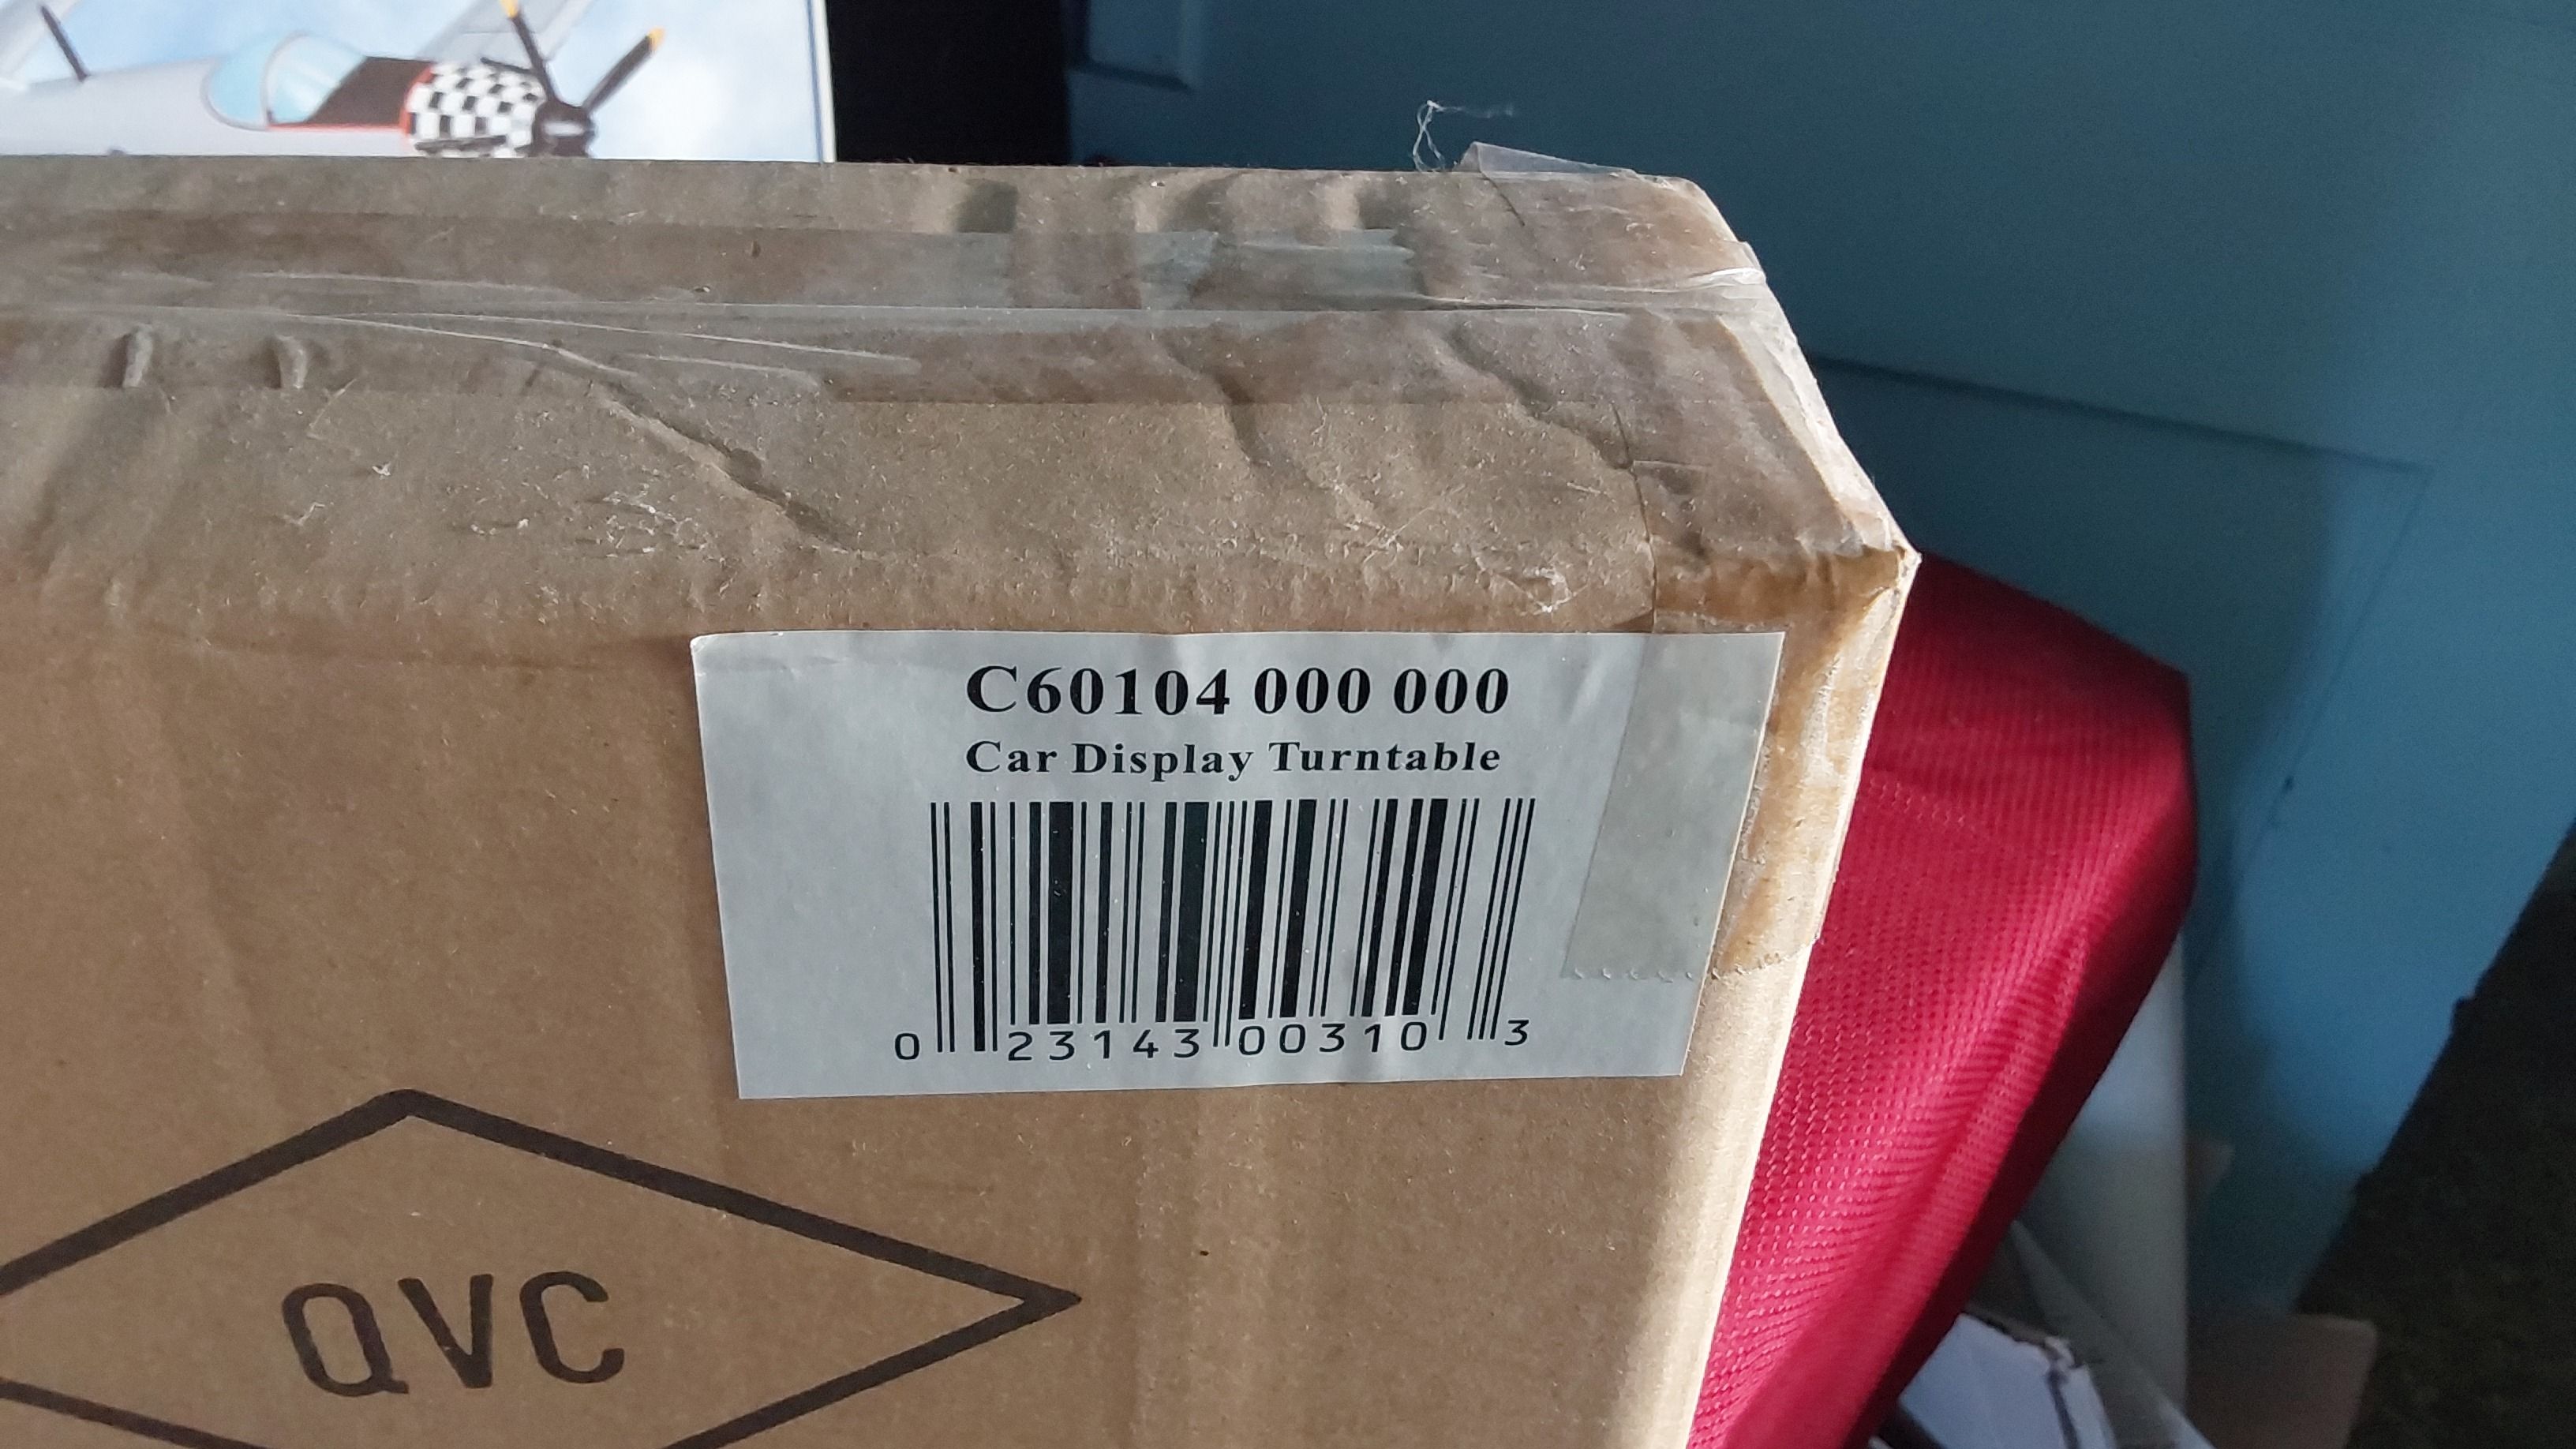 C60104 000 000
Car Display Turntable
0 23143 00310 3
QVC